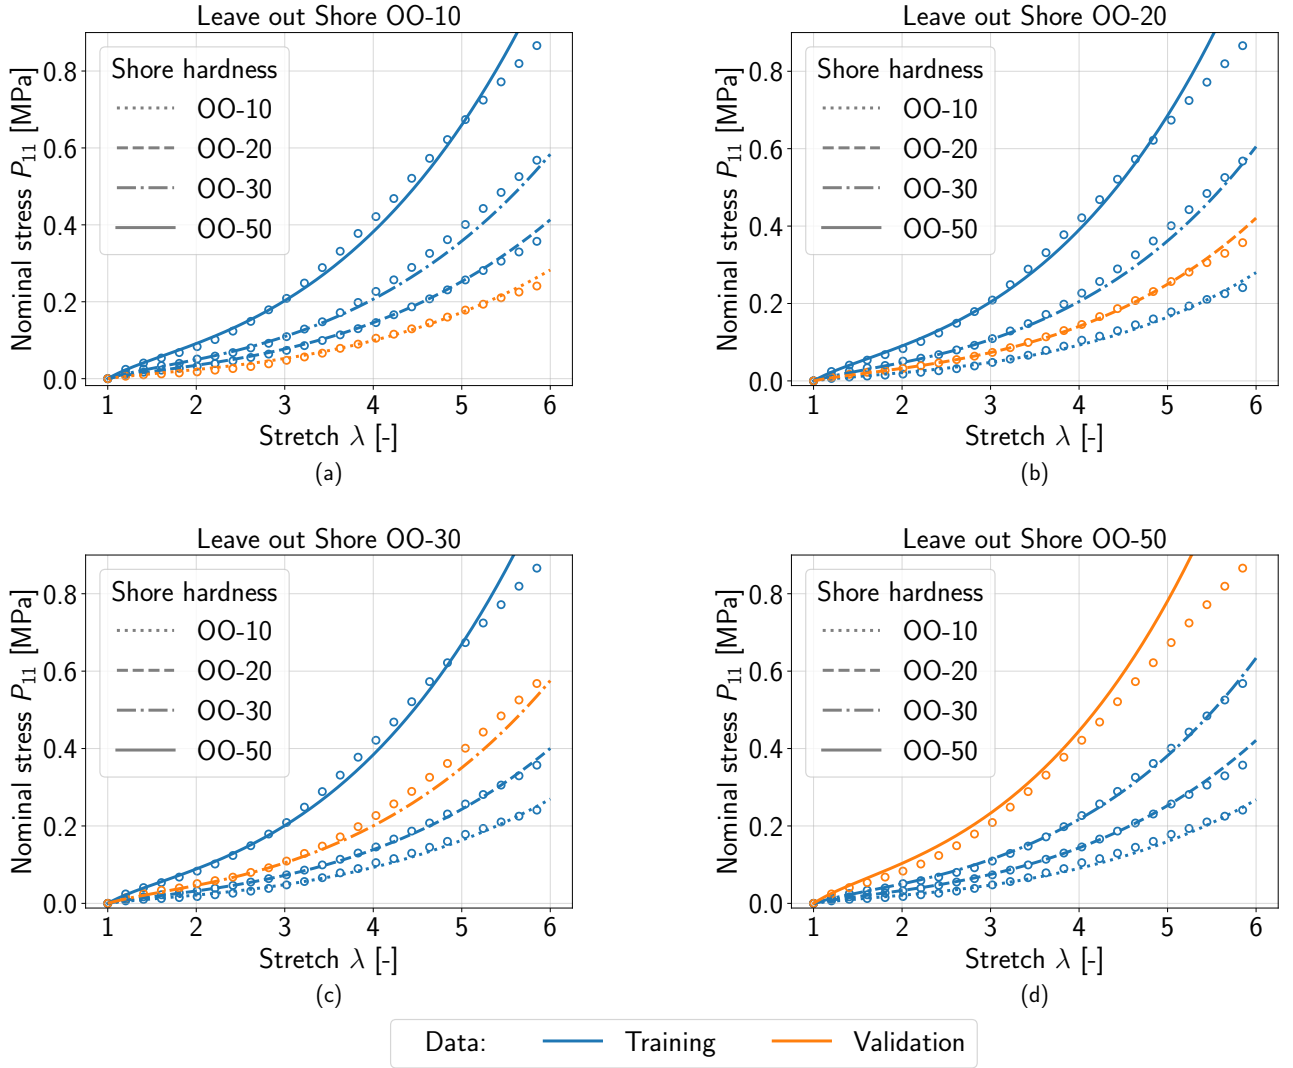 Leave out Shore OO-10
Nominal stress P₁₁ [MPa]
0.8
0.6
0.4
0.2
0.0
Shore hardness
OO-10
OO-20
OO-30
OO-50
1 2 3 4 5 6
Stretch λ [-]
(a)
Leave out Shore OO-20
Nominal stress P₁₁ [MPa]
0.8
0.6
0.4
0.2
0.0
Shore hardness
OO-10
OO-20
OO-30
OO-50
1 2 3 4 5 6
Stretch λ [-]
(b)
Leave out Shore OO-30
Nominal stress P₁₁ [MPa]
0.8
0.6
0.4
0.2
0.0
Shore hardness
OO-10
OO-20
OO-30
OO-50
1 2 3 4 5 6
Stretch λ [-]
(c)
Leave out Shore OO-50
Nominal stress P₁₁ [MPa]
0.8
0.6
0.4
0.2
0.0
Shore hardness
OO-10
OO-20
OO-30
OO-50
1 2 3 4 5 6
Stretch λ [-]
(d)
Data: Training Validation